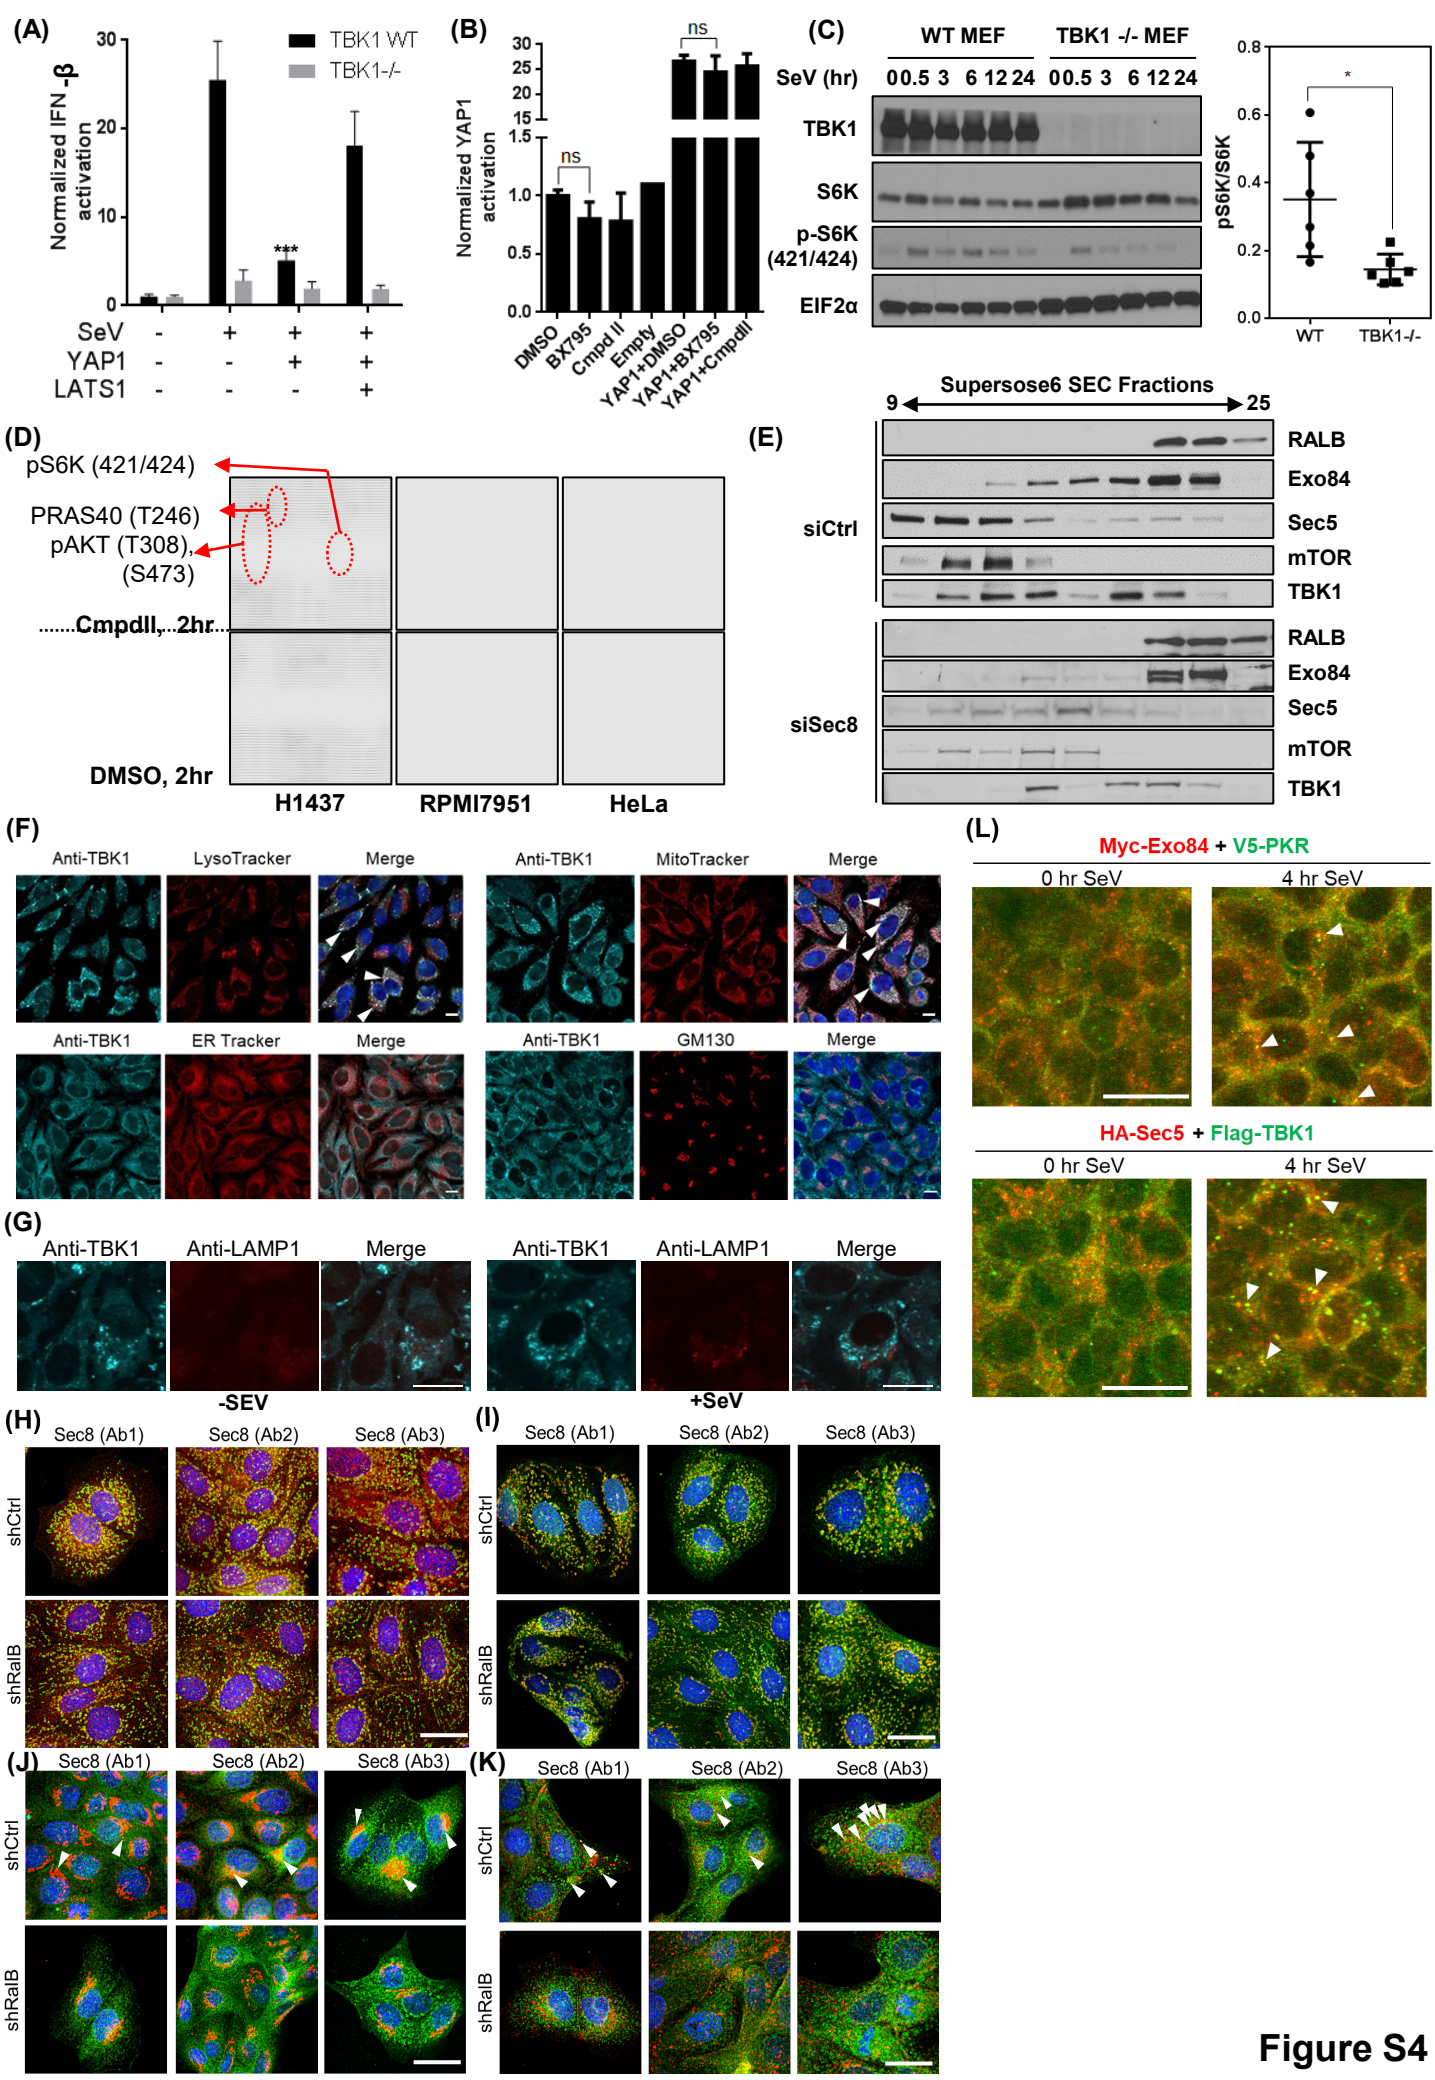 (A)
Normalized IFN-β
activation
30
20
10
0
TBK1 WT
TBK1-/-
***
SeV - + + +
YAP1 - - + +
LATS1 - - - +
(B)
Normalized YAP1
activation
30
25
20
15
1.5
1.0
0.5
0.0
ns
ns
DMSO
BX795
Cmpd II
Empty
YAP1+DMSO
YAP1+BX795
YAP1+CmpdII
(C)
WT MEF TBK1 -/- MEF
SeV (hr) 0 0.5 3 6 12 24 0 0.5 3 6 12 24
TBK1
S6K
p-S6K
(421/424)
EIF2α
pS6K/S6K
0.8
0.6
0.4
0.2
0.0
*
WT TBK1-/-
(D)
pS6K (421/424)
PRAS40 (T246)
pAKT (T308),
(S473)
CmpdII, 2hr
DMSO, 2hr
H1437 RPMI7951 HeLa
(E)
Supersose6 SEC Fractions
9 25
siCtrl
RALB
Exo84
Sec5
mTOR
TBK1
siSec8
RALB
Exo84
Sec5
mTOR
TBK1
(F)
Anti-TBK1 LysoTracker Merge Anti-TBK1 MitoTracker Merge
Anti-TBK1 ER Tracker Merge Anti-TBK1 GM130 Merge
(G)
Anti-TBK1 Anti-LAMP1 Merge Anti-TBK1 Anti-LAMP1 Merge
-SEV +SeV
(H)
Sec8 (Ab1) Sec8 (Ab2) Sec8 (Ab3)
shCtrl
shRalB
(I)
Sec8 (Ab1) Sec8 (Ab2) Sec8 (Ab3)
shCtrl
shRalB
(J)
Sec8 (Ab1) Sec8 (Ab2) Sec8 (Ab3)
shCtrl
shRalB
(K)
Sec8 (Ab1) Sec8 (Ab2) Sec8 (Ab3)
shCtrl
shRalB
(L)
Myc-Exo84 + V5-PKR
0 hr SeV 4 hr SeV
HA-Sec5 + Flag-TBK1
0 hr SeV 4 hr SeV
Figure S4